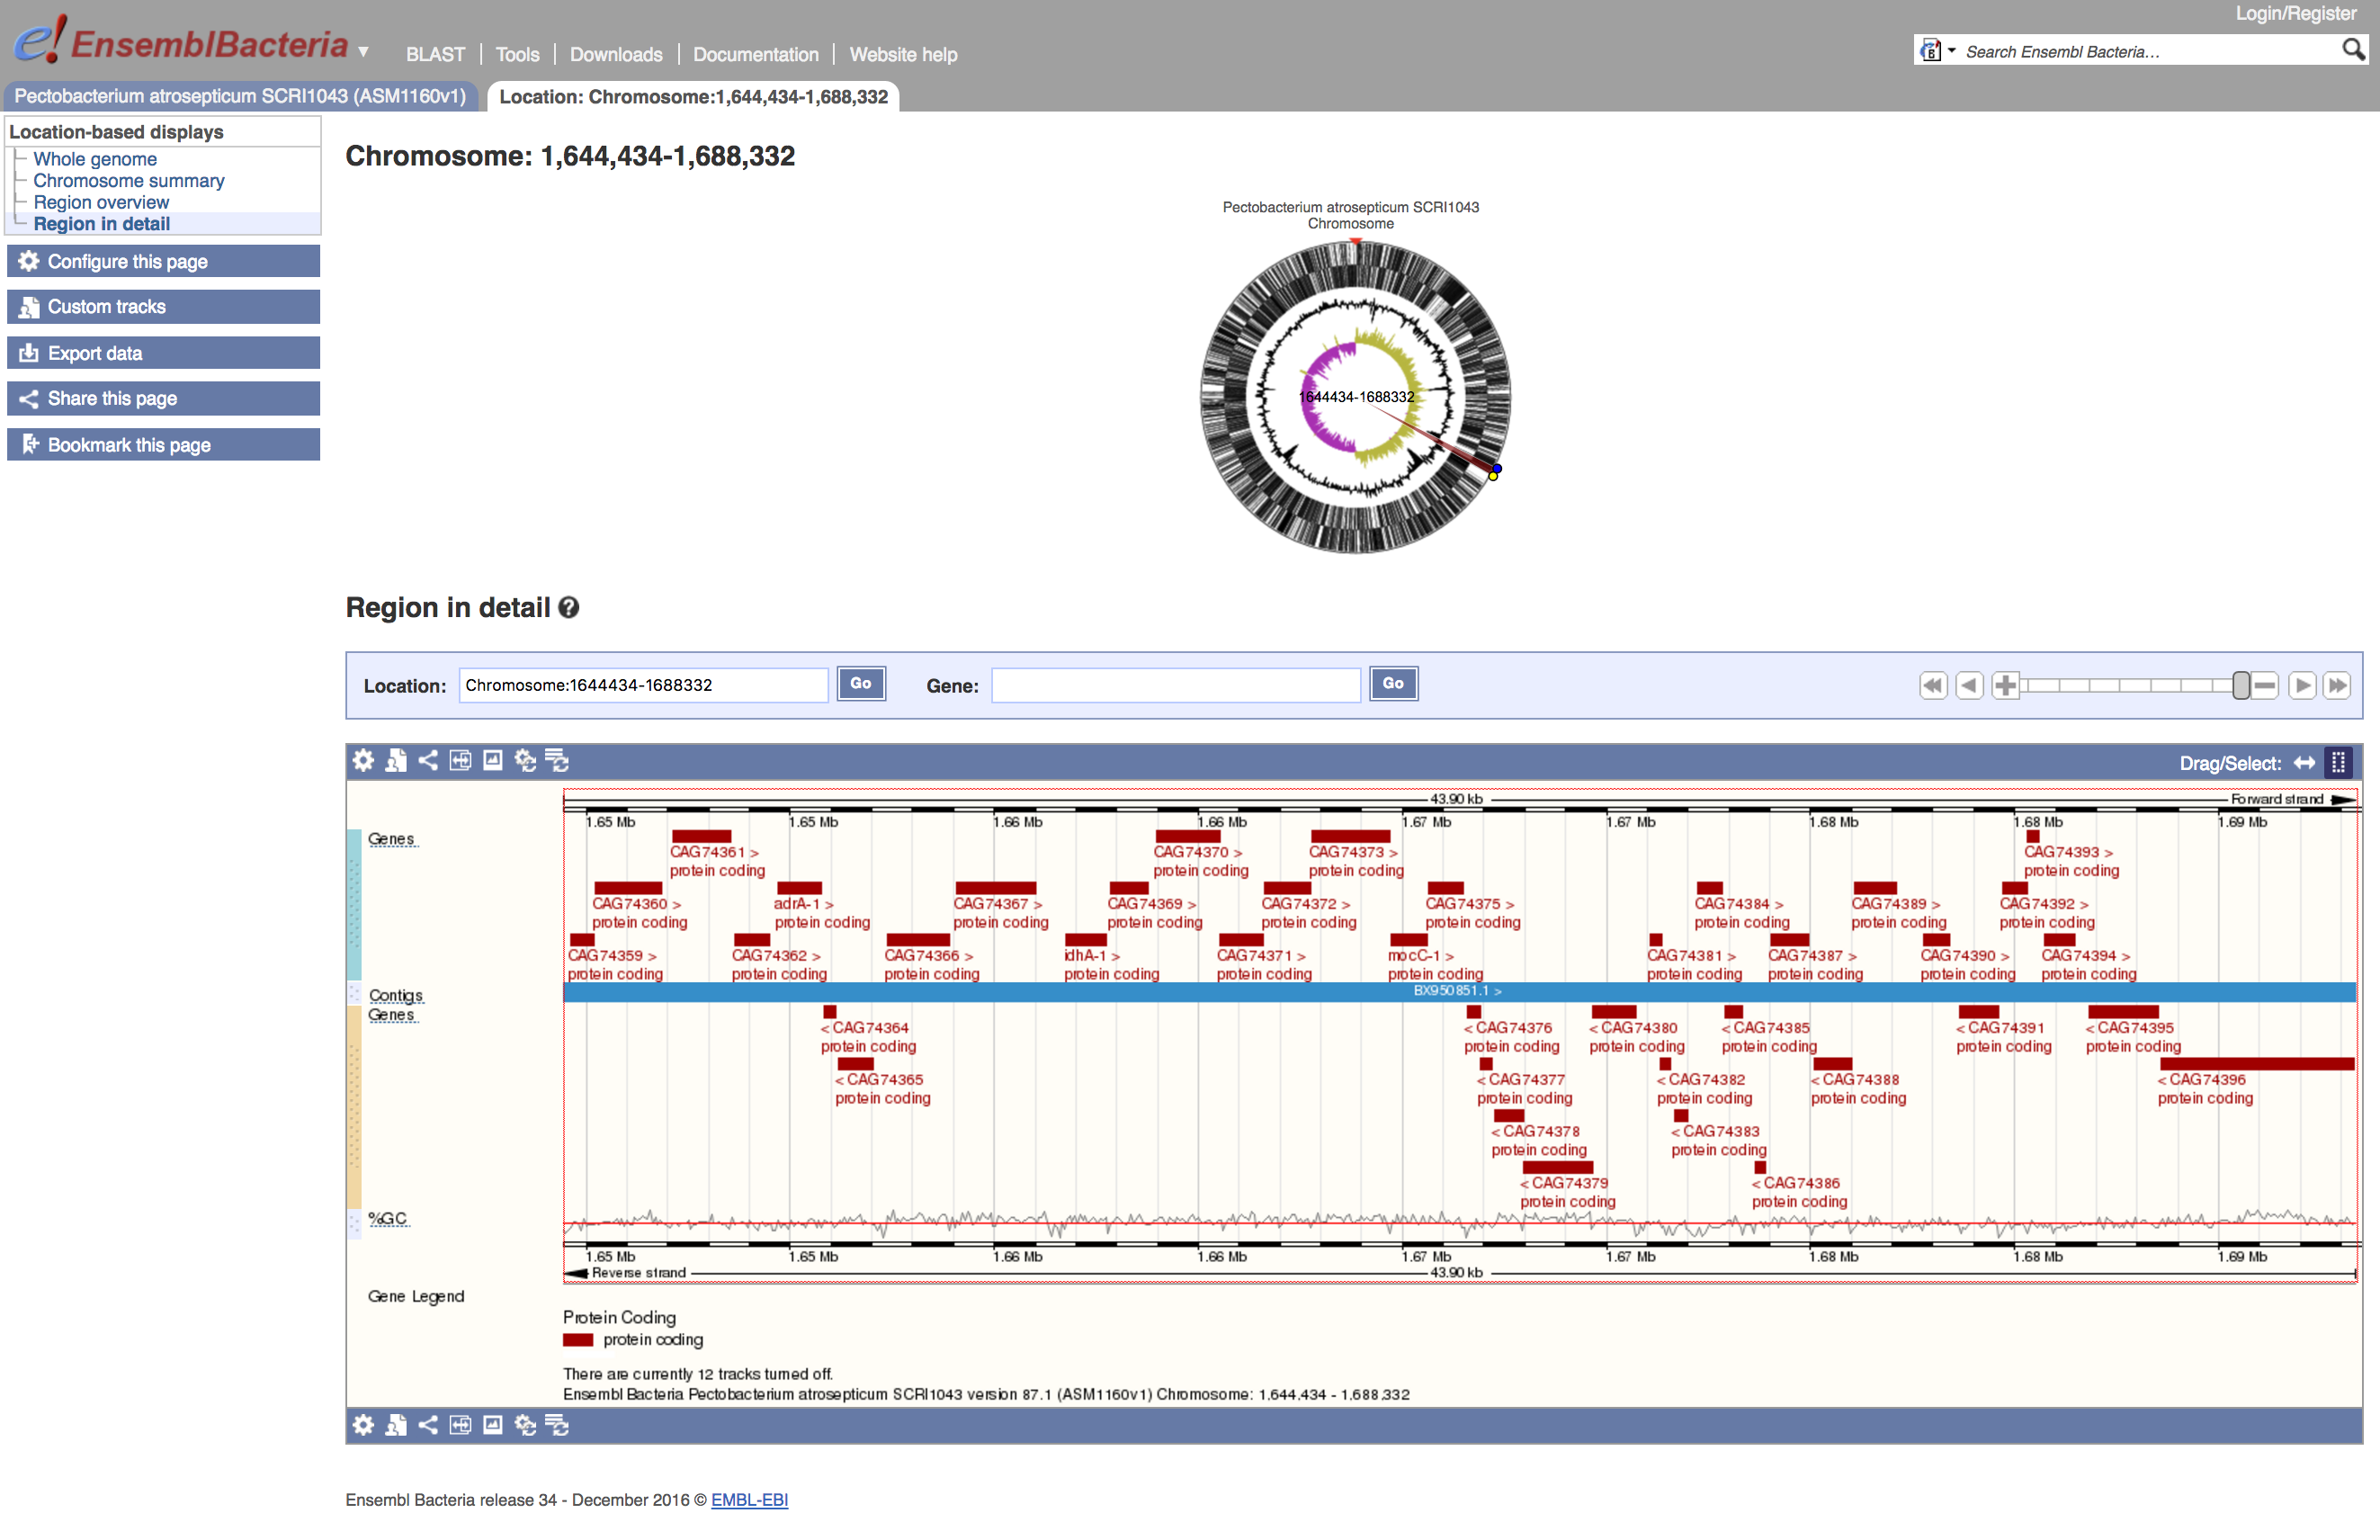 Login/Register
e! EnsemblBacteria
BLAST
Tools
Downloads
Documentation
Website help
Search Ensembl Bacteria...
Pectobacterium atrosepticum SCRI1043 (ASM1160v1)
Location: Chromosome:1,644,434-1,688,332
Location-based displays
Whole genome
Chromosome summary
Region overview
Region in detail
Configure this page
Custom tracks
Export data
Share this page
Bookmark this page
Chromosome: 1,644,434-1,688,332
Pectobacterium atrosepticum SCRI1043
Chromosome
1644434-1688332
Region in detail ?
Location: Chromosome:1644434-1688332 Go Gene: Go
Drag/Select:
43.90 kb Forward strand
1.65 Mb 1.65 Mb 1.66 Mb 1.66 Mb 1.67 Mb 1.67 Mb 1.68 Mb 1.68 Mb 1.69 Mb
Genes
CAG74361 > CAG74370 > CAG74373 > CAG74393 >
protein coding protein coding protein coding protein coding
CAG74360 > adrA-1 > CAG74367 > CAG74369 > CAG74372 > CAG74375 > CAG74384 > CAG74389 > CAG74392 >
protein coding protein coding protein coding protein coding protein coding protein coding protein coding protein coding protein coding
CAG74359 > CAG74362 > CAG74366 > idhA-1 > CAG74371 > mocC-1 > CAG74381 > CAG74387 > CAG74390 > CAG74394 >
protein coding protein coding protein coding protein coding protein coding protein coding protein coding protein coding protein coding protein coding
Contigs
BX950851.1 >
Genes
< CAG74364 < CAG74376 < CAG74380 < CAG74385 < CAG74391 < CAG74395
protein coding protein coding protein coding protein coding protein coding protein coding
< CAG74365 < CAG74377 < CAG74382 < CAG74388 < CAG74396
protein coding protein coding protein coding protein coding protein coding
< CAG74378 < CAG74383
protein coding protein coding
< CAG74379 < CAG74386
protein coding protein coding
%GC
1.65 Mb 1.65 Mb 1.66 Mb 1.66 Mb 1.67 Mb 1.67 Mb 1.68 Mb 1.68 Mb 1.69 Mb
Reverse strand 43.90 kb
Gene Legend
Protein Coding
protein coding
There are currently 12 tracks turned off.
Ensembl Bacteria Pectobacterium atrosepticum SCRI1043 version 87.1 (ASM1160v1) Chromosome: 1,644,434 - 1,688,332
Ensembl Bacteria release 34 - December 2016 © EMBL-EBI